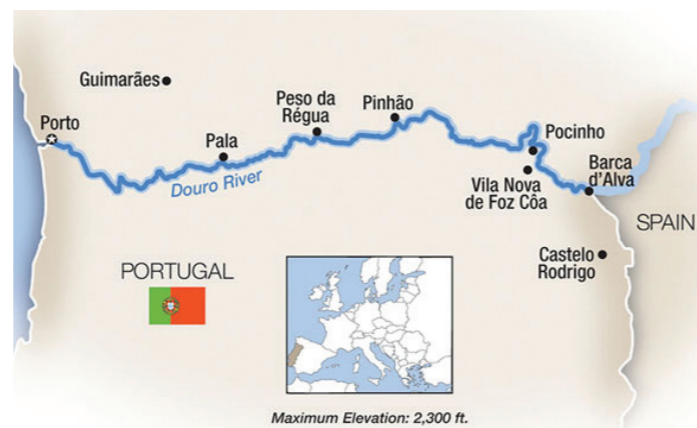 Guimarães
Porto
Pala
Peso da
Régua
Pinhão
Pocinho
Barca
d'Alva
Vila Nova
de Foz Côa
Douro River
SPAIN
Castelo
Rodrigo
PORTUGAL
Maximum Elevation: 2,300 ft.